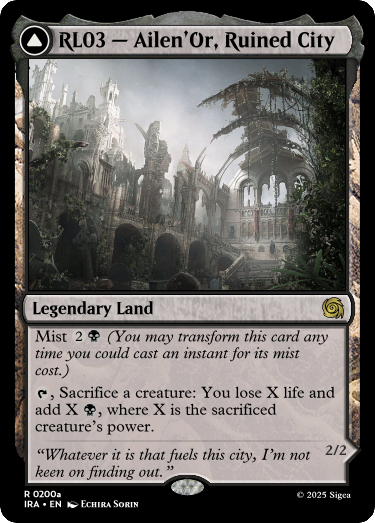 RL03 — Ailen'Or, Ruined City
Legendary Land
Mist 2 (You may transform this card any
time you could cast an instant for its mist
cost.)
, Sacrifice a creature: You lose X life and
add X , where X is the sacrificed
creature's power.
"Whatever it is that fuels this city, I'm not
keen on finding out."
2/2
R 0200a
IRA • EN Echira Sorin
© 2025 Sigea